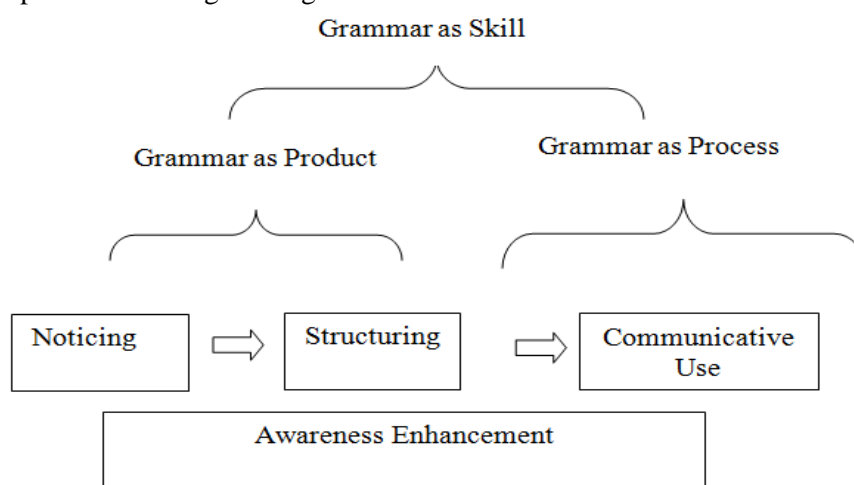 Grammar as Skill
Grammar as Product
Grammar as Process
Noticing
Structuring
Communicative
Use
Awareness Enhancement